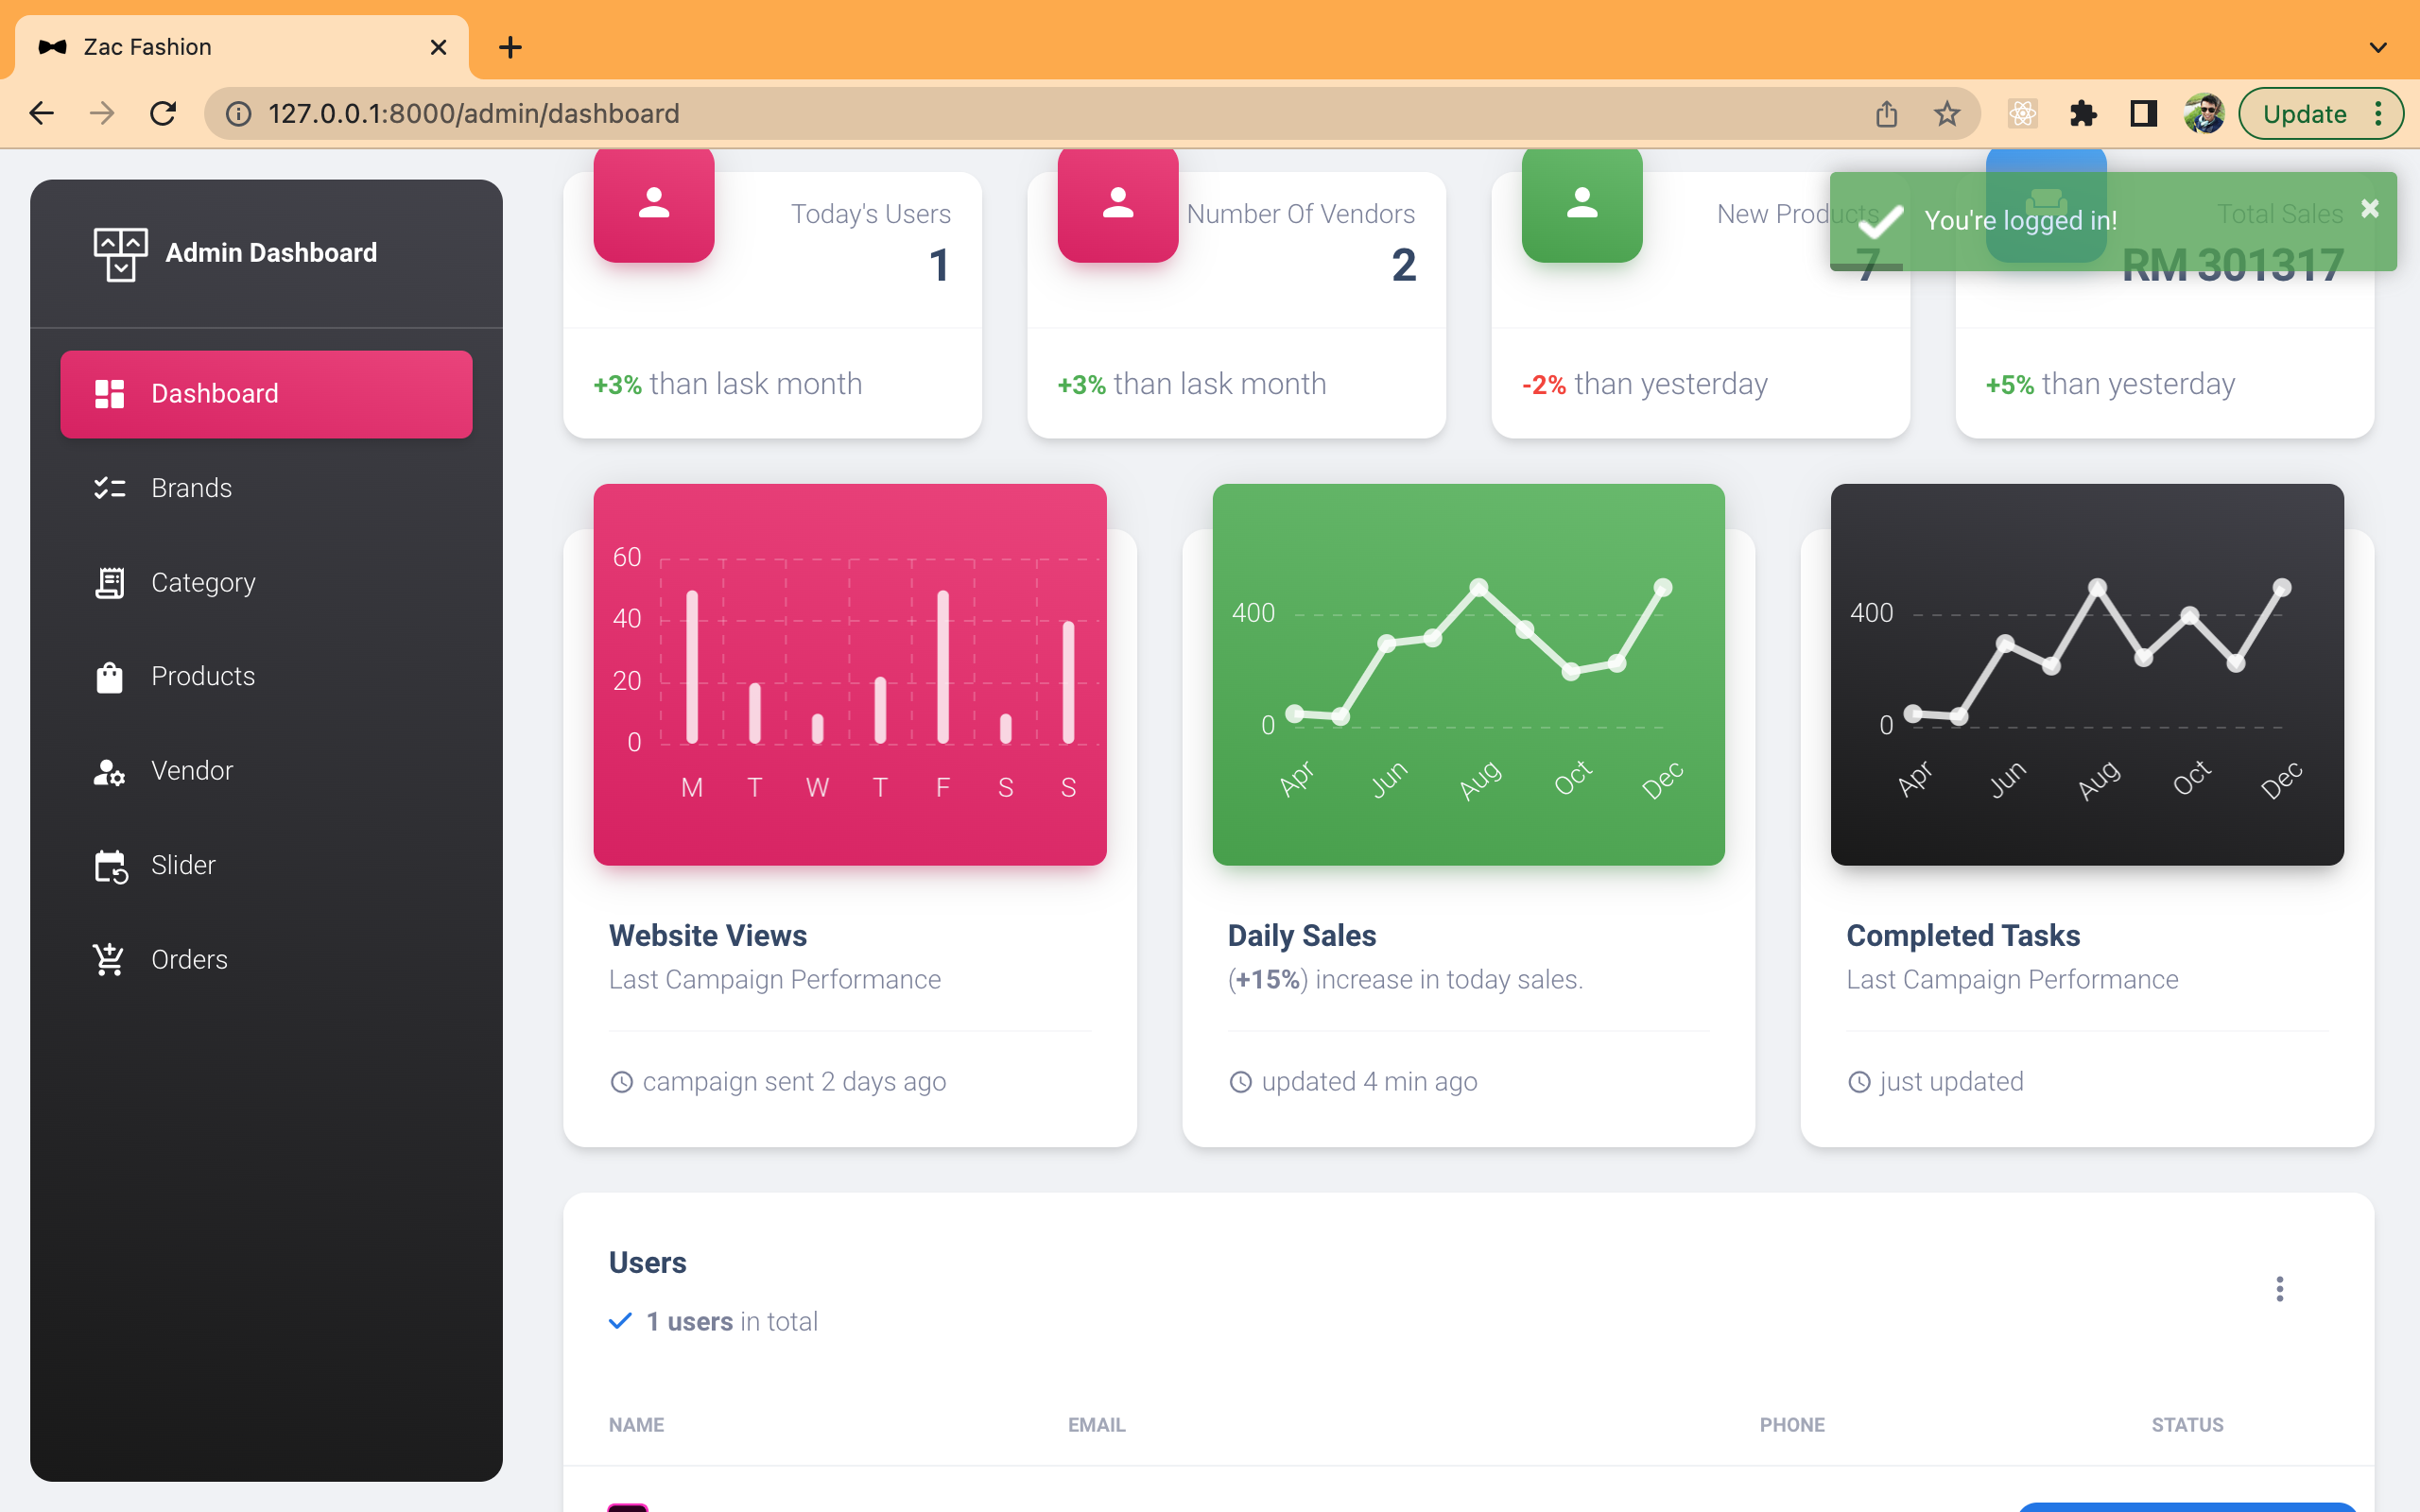 Zac Fashion
127.0.0.1:8000/admin/dashboard
Update
Admin Dashboard
Dashboard
Brands
Category
Products
Vendor
Slider
Orders
Today's Users
1
+3% than lask month
Number Of Vendors
2
+3% than lask month
New Products
7
-2% than yesterday
Total Sales
RM 301317
+5% than yesterday
You're logged in!
60
40
20
0
M T W T F S S
Website Views
Last Campaign Performance
campaign sent 2 days ago
400
0
Apr Jun Aug Oct Dec
Daily Sales
(+15%) increase in today sales.
updated 4 min ago
400
0
Apr Jun Aug Oct Dec
Completed Tasks
Last Campaign Performance
just updated
Users
1 users in total
NAME EMAIL PHONE STATUS